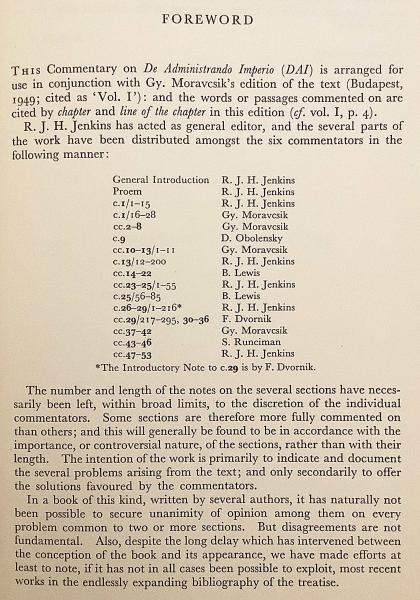 FOREWORD
THIS Commentary on De Administrando Imperio (DAI) is arranged for
use in conjunction with Gy. Moravcsik's edition of the text (Budapest,
1949; cited as 'Vol. I'): and the words or passages commented on are
cited by chapter and line of the chapter in this edition (cf. vol. I, p. 4).
R. J. H. Jenkins has acted as general editor, and the several parts of
the work have been distributed amongst the six commentators in the
following manner:
General Introduction R. J. H. Jenkins
Proem R. J. H. Jenkins
c.1/1-15 R. J. H. Jenkins
c.1/16-28 Gy. Moravcsik
cc.2-8 Gy. Moravcsik
c.9 D. Obolensky
cc.10-13/1-11 Gy. Moravcsik
c.13/12-200 R. J. H. Jenkins
cc.14-22 B. Lewis
cc.23-25/1-55 R. J. H. Jenkins
c.25/56-85 B. Lewis
c.26-29/1-216* R. J. H. Jenkins
cc.29/217-295, 30-36 F. Dvornik
cc.37-42 Gy. Moravcsik
cc.43-46 S. Runciman
cc.47-53 R. J. H. Jenkins
*The Introductory Note to c.29 is by F. Dvornik.
The number and length of the notes on the several sections have neces-
sarily been left, within broad limits, to the discretion of the individual
commentators. Some sections are therefore more fully commented on
than others; and this will generally be found to be in accordance with the
importance, or controversial nature, of the sections, rather than with their
length. The intention of the work is primarily to indicate and document
the several problems arising from the text; and only secondarily to offer
the solutions favoured by the commentators.
In a book of this kind, written by several authors, it has naturally not
been possible to secure unanimity of opinion among them on every
problem common to two or more sections. But disagreements are not
fundamental. Also, despite the long delay which has intervened between
the conception of the book and its appearance, we have made efforts at
least to note, if it has not in all cases been possible to exploit, most recent
works in the endlessly expanding bibliography of the treatise.